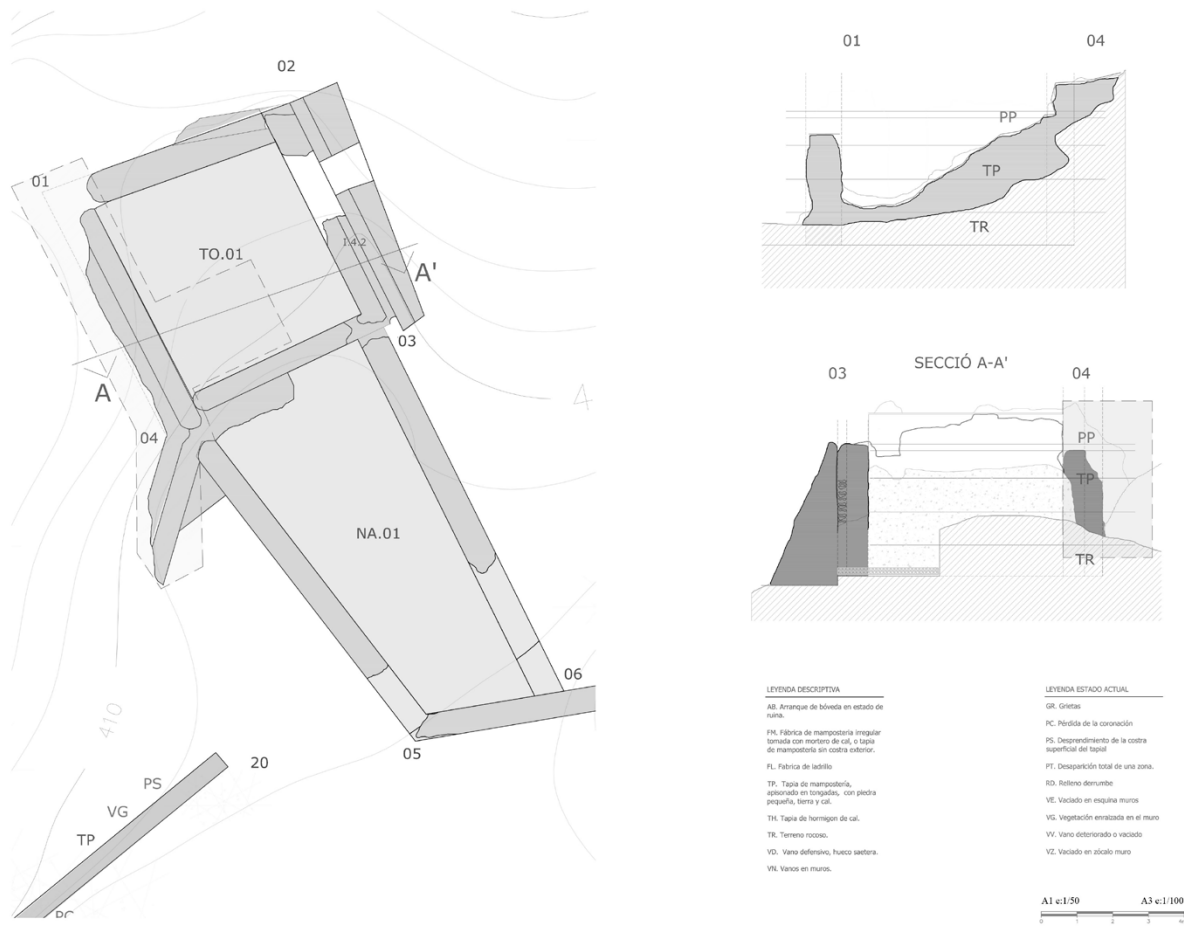 02
01
TO.01
I.4.2
A'
03
A
04
4
NA.01
06
05
410
20
PS
VG
TP
PC
01
04
PP
TP
TR
SECCIÓ A-A'
03
04
PP
TP
TR
LEYENDA DESCRIPTIVA
AB. Arranque de bóveda en estado de
ruina.
FM. Fábrica de mampostería irregular
tomada con mortero de cal, o tapia
de mampostería sin costra exterior.
FL. Fabrica de ladrillo
TP. Tapia de mampostería,
apisonado en tongadas, con piedra
pequeña, tierra y cal.
TH. Tapia de hormigon de cal.
TR. Terreno rocoso.
VD. Vano defensivo, hueco saetera.
VN. Vanos en muros.
LEYENDA ESTADO ACTUAL
GR. Grietas
PC. Pérdida de la coronación
PS. Desprendimiento de la costra
superficial del tapial
PT. Desaparición total de una zona.
RD. Relleno derrumbe
VE. Vaciado en esquina muros
VG. Vegetación enraizada en el muro
VV. Vano deteriorado o vaciado
VZ. Vaciado en zócalo muro
A1 e:1/50 A3 e:1/100
0 1 2 3